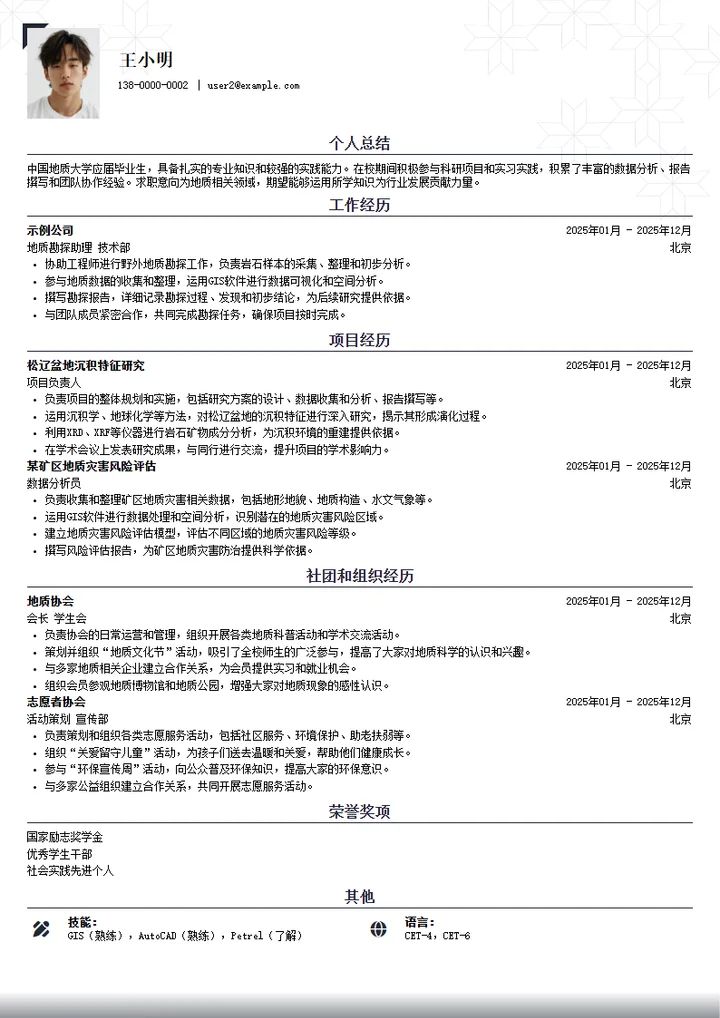 王小明
138-0000-0002 | user2@example.com
个人总结
中国地质大学应届毕业生，具备扎实的专业知识和较强的实践能力。在校期间积极参与科研项目和实习实践，积累了丰富的数据分析、报告
撰写和团队协作经验。求职意向为地质相关领域，期望能够运用所学知识为行业发展贡献力量。
工作经历
示例公司 2025年01月 - 2025年12月
地质勘探助理 技术部 北京
• 协助工程师进行野外地质勘探工作，负责岩石样本的采集、整理和初步分析。
• 参与地质数据的收集和整理，运用GIS软件进行数据可视化和空间分析。
• 撰写勘探报告，详细记录勘探过程、发现和初步结论，为后续研究提供依据。
• 与团队成员紧密合作，共同完成勘探任务，确保项目按时完成。
项目经历
松辽盆地沉积特征研究 2025年01月 - 2025年12月
项目负责人 北京
• 负责项目的整体规划和实施，包括研究方案的设计、数据收集和分析、报告撰写等。
• 运用沉积学、地球化学等方法，对松辽盆地的沉积特征进行深入研究，揭示其形成演化过程。
• 利用XRD、XRF等仪器进行岩石矿物成分分析，为沉积环境的重建提供依据。
• 在学术会议上发表研究成果，与同行进行交流，提升项目的学术影响力。
某矿区地质灾害风险评估 2025年01月 - 2025年12月
数据分析员 北京
• 负责收集和整理矿区地质灾害相关数据，包括地形地貌、地质构造、水文气象等。
• 运用GIS软件进行数据处理和空间分析，识别潜在的地质灾害风险区域。
• 建立地质灾害风险评估模型，评估不同区域的地质灾害风险等级。
• 撰写风险评估报告，为矿区地质灾害防治提供科学依据。
社团和组织经历
地质协会 2025年01月 - 2025年12月
会长 学生会 北京
• 负责协会的日常运营和管理，组织开展各类地质科普活动和学术交流活动。
• 策划并组织“地质文化节”活动，吸引了全校师生的广泛参与，提高了大家对地质科学的认识和兴趣。
• 与多家地质相关企业建立合作关系，为会员提供实习和就业机会。
• 组织会员参观地质博物馆和地质公园，增强大家对地质现象的感性认识。
志愿者协会 2025年01月 - 2025年12月
活动策划 宣传部 北京
• 负责策划和组织各类志愿服务活动，包括社区服务、环境保护、助老扶弱等。
• 组织“关爱留守儿童”活动，为孩子们送去温暖和关爱，帮助他们健康成长。
• 参与“环保宣传周”活动，向公众普及环保知识，提高大家的环保意识。
• 与多家公益组织建立合作关系，共同开展志愿服务活动。
荣誉奖项
国家励志奖学金
优秀学生干部
社会实践先进个人
其他
技能： 语言：
GIS（熟练），AutoCAD（熟练），Petrel（了解） CET-4，CET-6